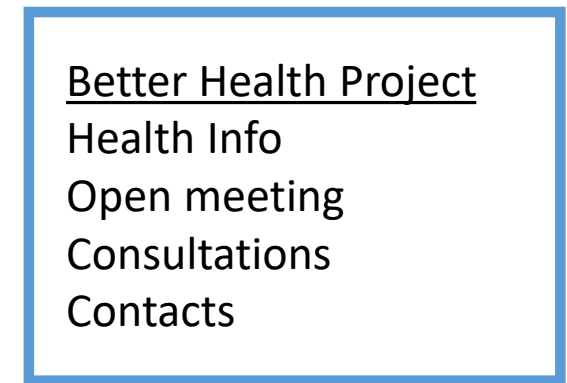 Better Health Project
Health Info
Open meeting
Consultations
Contacts